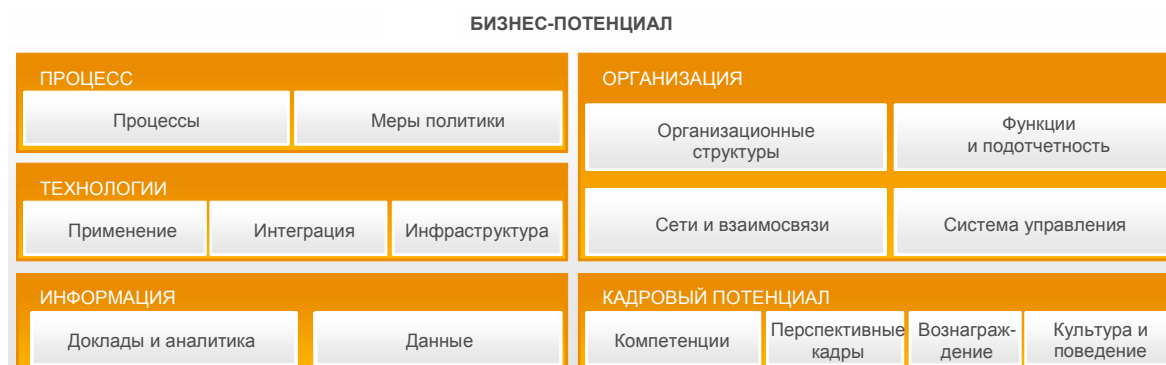 БИЗНЕС-ПОТЕНЦИАЛ
ПРОЦЕСС
Процессы
Меры политики
ТЕХНОЛОГИИ
Применение
Интеграция
Инфраструктура
ИНФОРМАЦИЯ
Доклады и аналитика
Данные
ОРГАНИЗАЦИЯ
Организационные
структуры
Функции
и подотчетность
Сети и взаимосвязи
Система управления
КАДРОВЫЙ ПОТЕНЦИАЛ
Компетенции
Перспективные
кадры
Вознаграж-
дение
Культура и
поведение